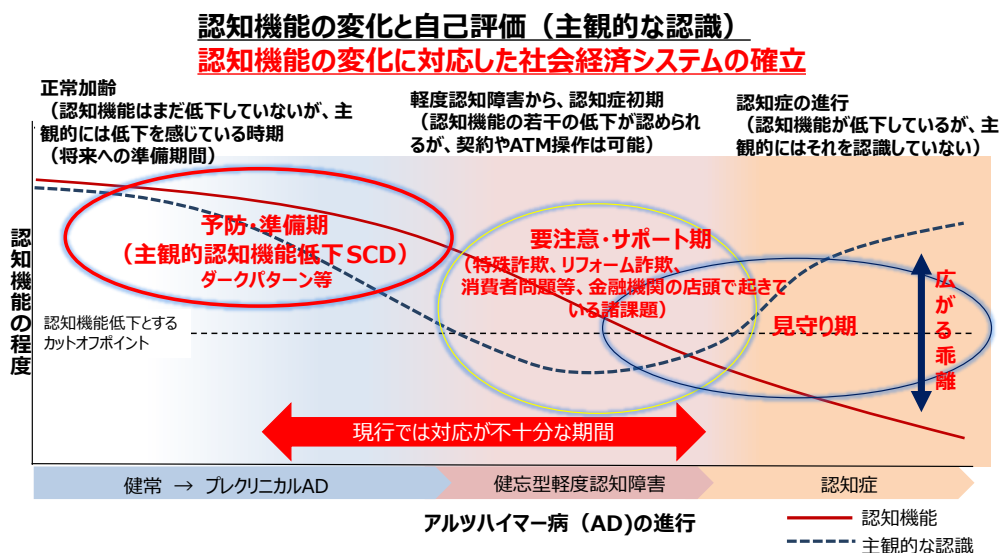 認知機能の変化と自己評価（主観的な認識）
認知機能の変化に対応した社会経済システムの確立
正常加齢
（認知機能はまだ低下していないが、主
観的には低下を感じている時期
（将来への準備期間）
軽度認知障害から、認知症初期
（認知機能の若干の低下が認められ
るが、契約やATM操作は可能）
認知症の進行
（認知機能が低下しているが、主
観的にはそれを認識していない）
認知機能の程度
予防・準備期
（主観的認知機能低下SCD）
ダークパターン等
要注意・サポート期
（特殊詐欺、リフォーム詐欺、
消費者問題等、金融機関の店頭で起きて
いる諸課題）
見守り期
広がる乖離
認知機能低下とする
カットオフポイント
現行では対応が不十分な期間
健常 → プレクリニカルAD
健忘型軽度認知障害
認知症
アルツハイマー病（AD)の進行
認知機能
主観的な認識